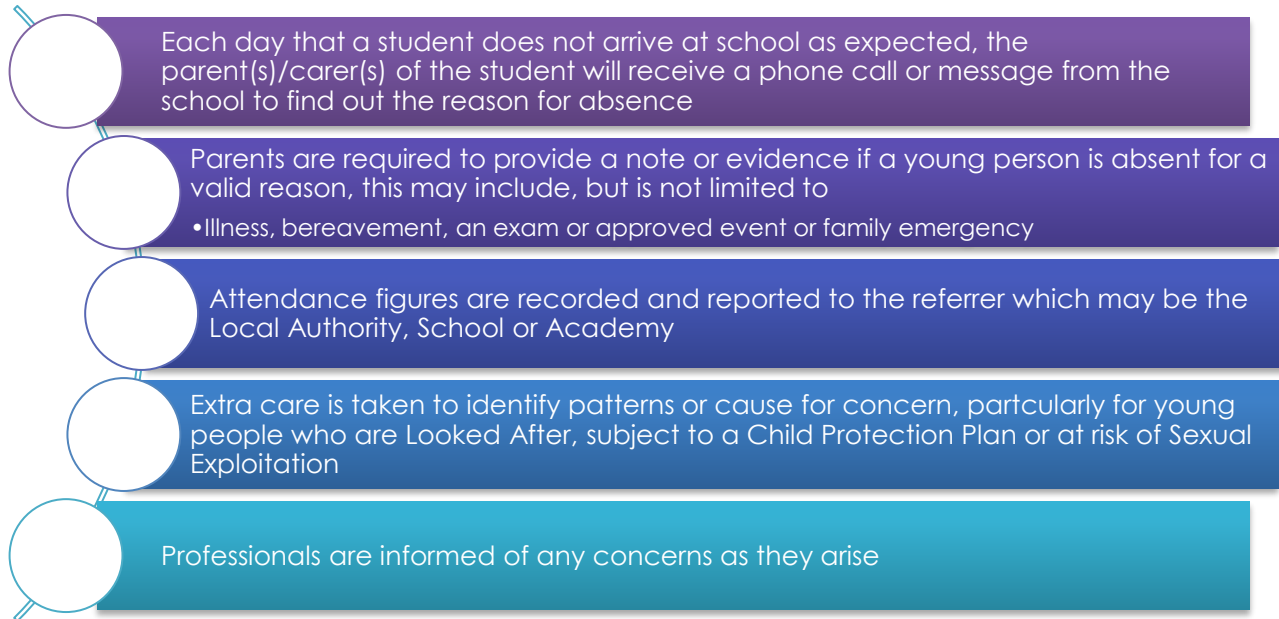 Each day that a student does not arrive at school as expected, the
parent(s)/carer(s) of the student will receive a phone call or message from the
school to find out the reason for absence
Parents are required to provide a note or evidence if a young person is absent for a
valid reason, this may include, but is not limited to
•Illness, bereavement, an exam or approved event or family emergency
Attendance figures are recorded and reported to the referrer which may be the
Local Authority, School or Academy
Extra care is taken to identify patterns or cause for concern, partcularly for young
people who are Looked After, subject to a Child Protection Plan or at risk of Sexual
Exploitation
Professionals are informed of any concerns as they arise